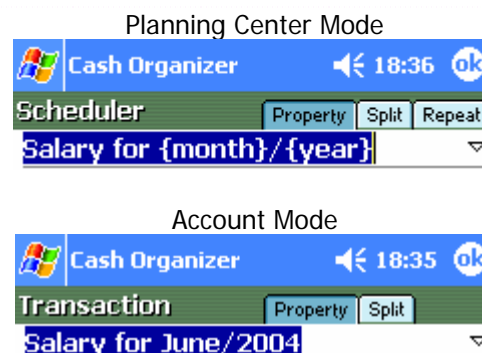 Planning Center Mode
Cash Organizer 18:36 ok
Scheduler Property Split Repeat
Salary for {month}/{year}
Account Mode
Cash Organizer 18:35 ok
Transaction Property Split
Salary for June/2004